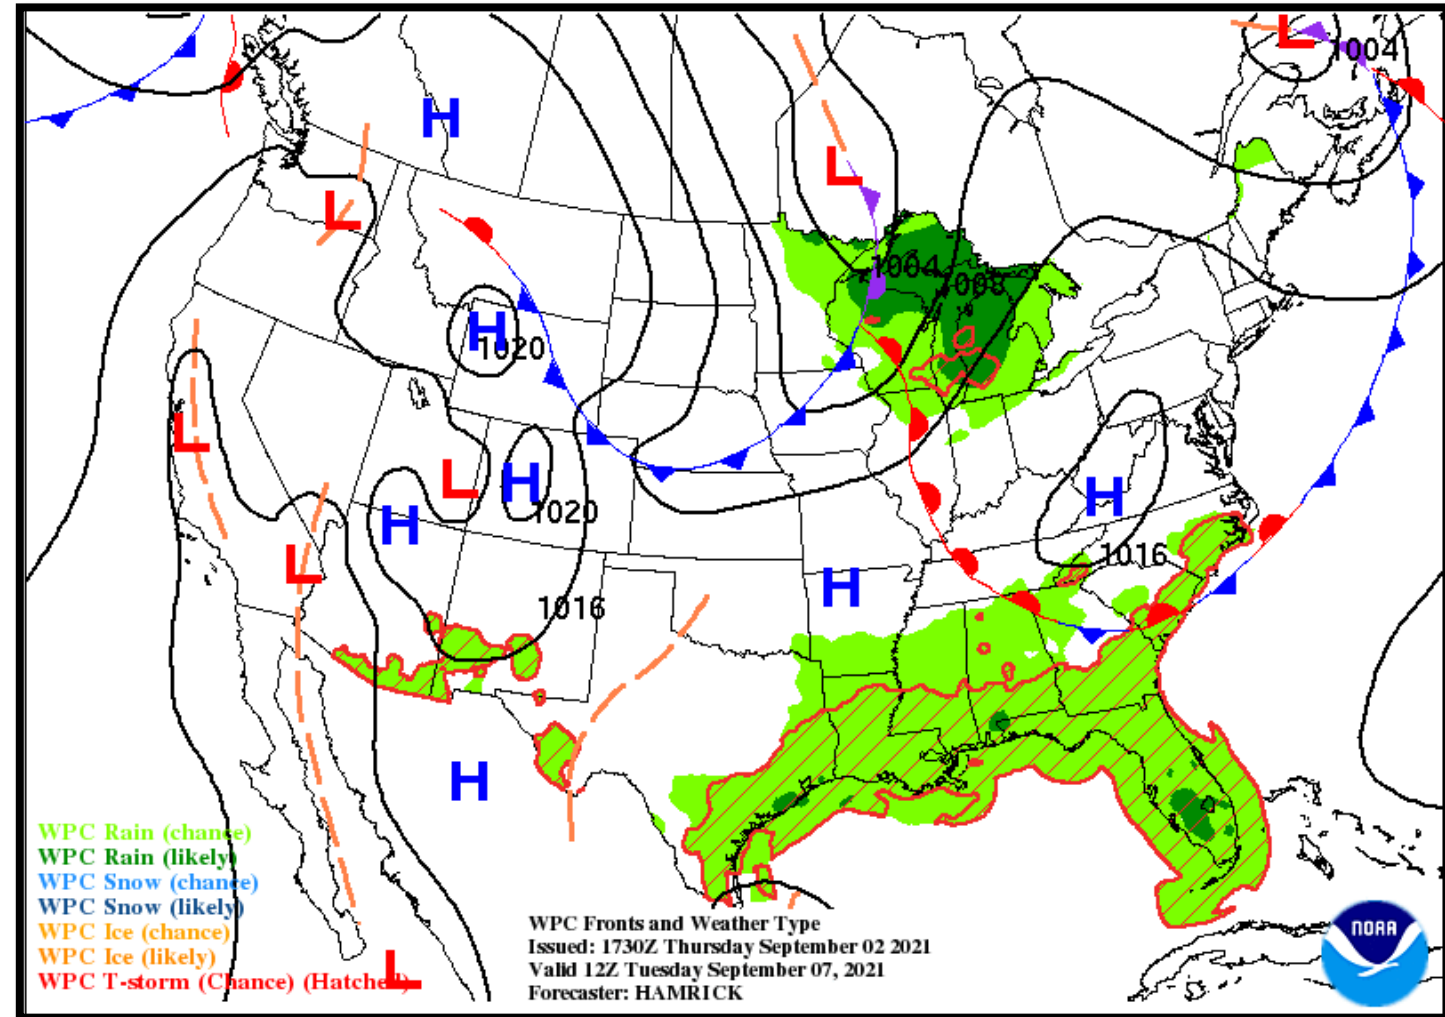 H
L
1004
L
L
1004
1008
H
1020
L
H
1020
H
L
H
1016
L
H
1016
H
L
WPC Rain (chance)
WPC Rain (likely)
WPC Snow (chance)
WPC Snow (likely)
WPC Ice (chance)
WPC Ice (likely)
WPC T-storm (Chance) (Hatched)
WPC Fronts and Weather Type
Issued: 1730Z Thursday September 02 2021
Valid 12Z Tuesday September 07, 2021
Forecaster: HAMRICK
NOAA